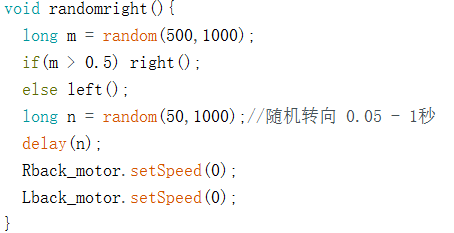 void randomright(){
  long m = random(500,1000);
  if(m > 0.5) right();
  else left();
  long n = random(50,1000);//随机转向 0.05 - 1秒
  delay(n);
  Rback_motor.setSpeed(0);
  Lback_motor.setSpeed(0);
}